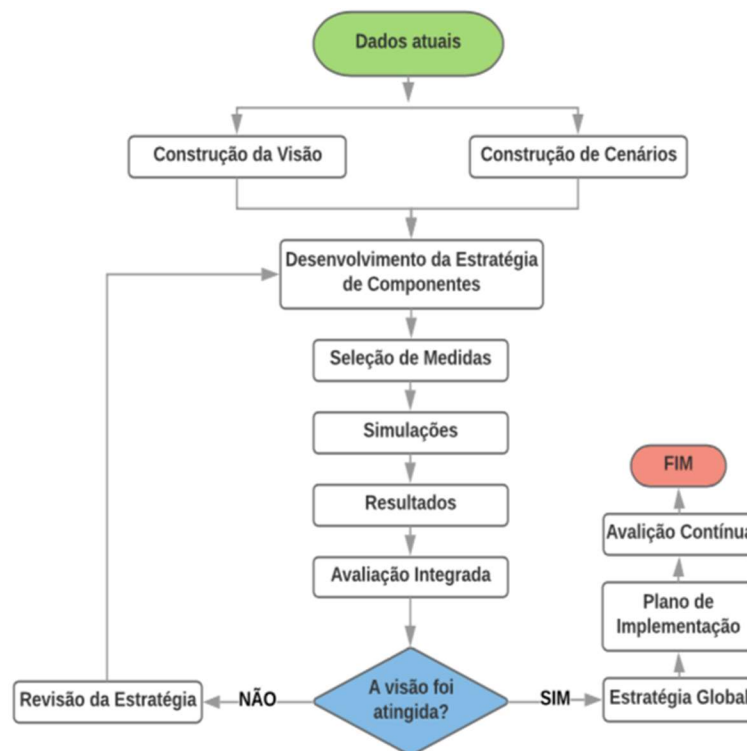 Dados atuais
Construção da Visão
Construção de Cenários
Desenvolvimento da Estratégia
de Componentes
Seleção de Medidas
Simulações
Resultados
Avaliação Integrada
A visão foi
atingida?
NÃO
Revisão da Estratégia
SIM
Estratégia Global
Plano de
Implementação
Avalição Contínua
FIM